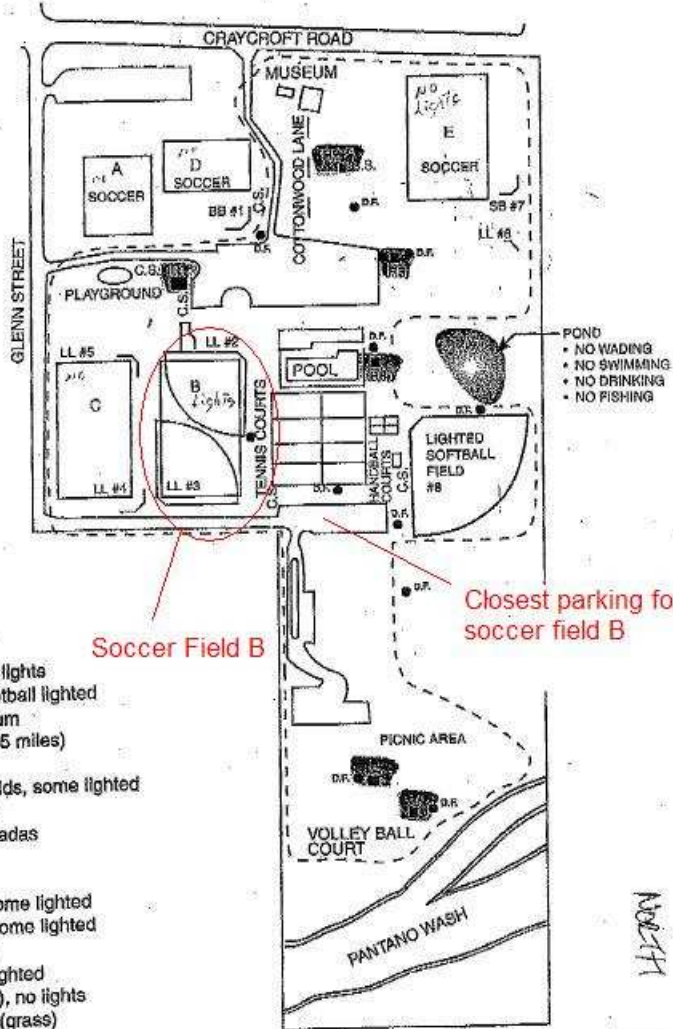 CRAYCROFT ROAD
MUSEUM
NO
Lights
E
SOCCER
GLENN STREET
COTTONWOOD LANE
A
SOCCER
D
SOCCER
BB #1
C.S.
D.F.
D.F.
SB #7
LL #6
C.S.
PLAYGROUND
C.S.
LL #5
LL #2
POOL
D.F.
POND
• NO WADING
• NO SWIMMING
• NO DRINKING
• NO FISHING
C
B
Lights
TENNIS COURTS
HANDBALL
COURTS
C.S.
D.F.
LIGHTED
SOFTBALL
FIELD
#8
LL #4
LL #3
C.S.
D.F.
D.F.
D.F.
Closest parking fo
soccer field B
Soccer Field B
lights
tball lighted
um
5 miles)
lds, some lighted
adas
ome lighted
ome lighted
ghted
), no lights
(grass)
PICNIC AREA
D.F.
D.F.
VOLLEY BALL
COURT
PANTANO WASH
NORTH